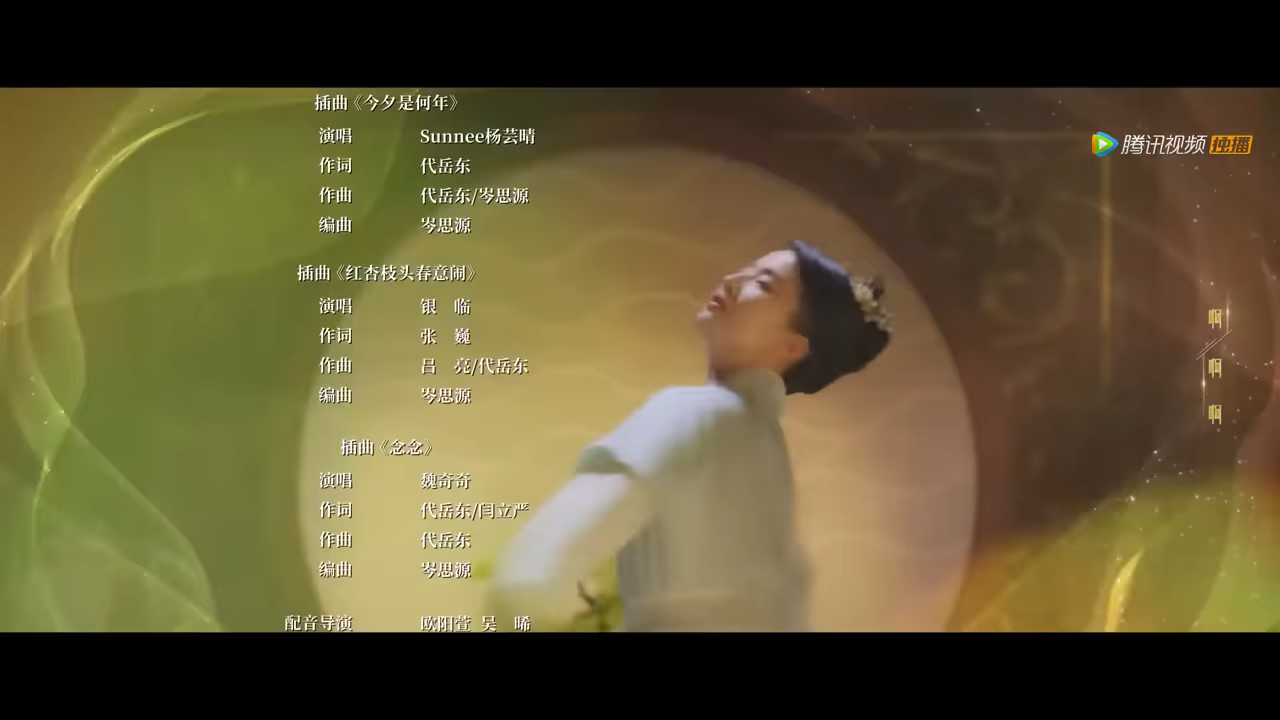 插曲《今夕是何年》
演唱 Sunnee杨芸晴
作词 代岳东
作曲 代岳东/岑思源
编曲 岑思源
插曲《红杏枝头春意闹》
演唱 银 临
作词 张 巍
作曲 吕 亮/代岳东
编曲 岑思源
插曲《念念》
演唱 魏奇奇
作词 代岳东/闫立严
作曲 代岳东
编曲 岑思源
配音导演 欧阳萱 吴 晞
腾讯视频 独播
啊
啊
啊